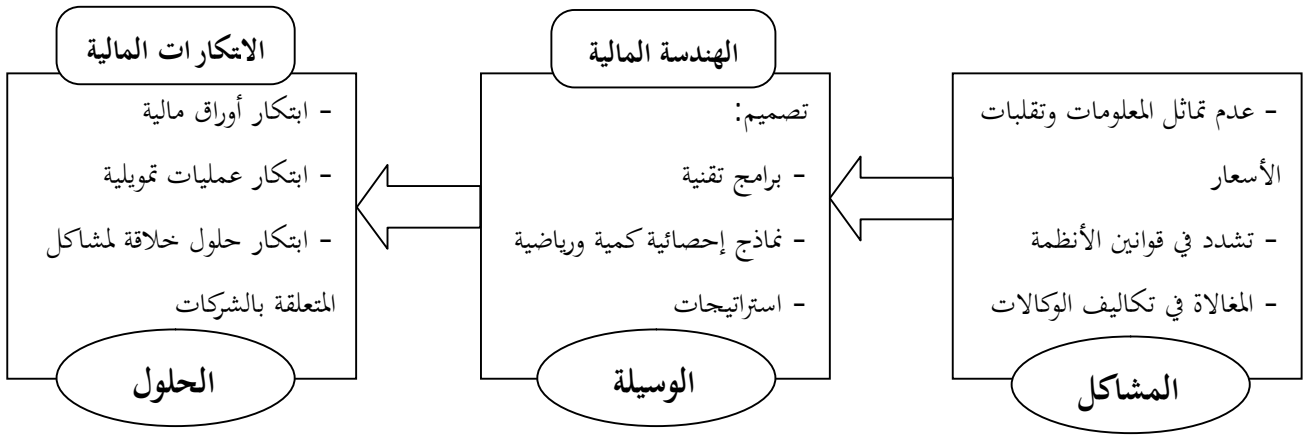 - عدم تماثل المعلومات وتقلبات
الأسعار
- تشدد في قوانين الأنظمة
- المغالاة في تكاليف الوكالات
المشاكل
الهندسة المالية
تصميم:
- برامج تقنية
- نماذج إحصائية كمية ورياضية
- استراتيجات
الوسيلة
الابتكارات المالية
- ابتكار أوراق مالية
- ابتكار عمليات تمويلية
- ابتكار حلول خلاقة لمشاكل
المتعلقة بالشركات
الحلول